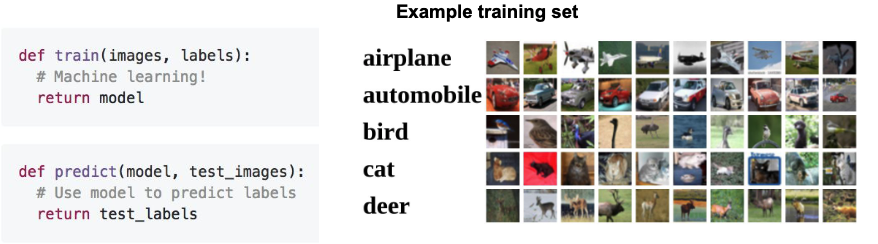 Example training set
def train(images, labels):
# Machine learning!
return model
def predict(model, test_images):
# Use model to predict labels
return test_labels
airplane
automobile
bird
cat
deer